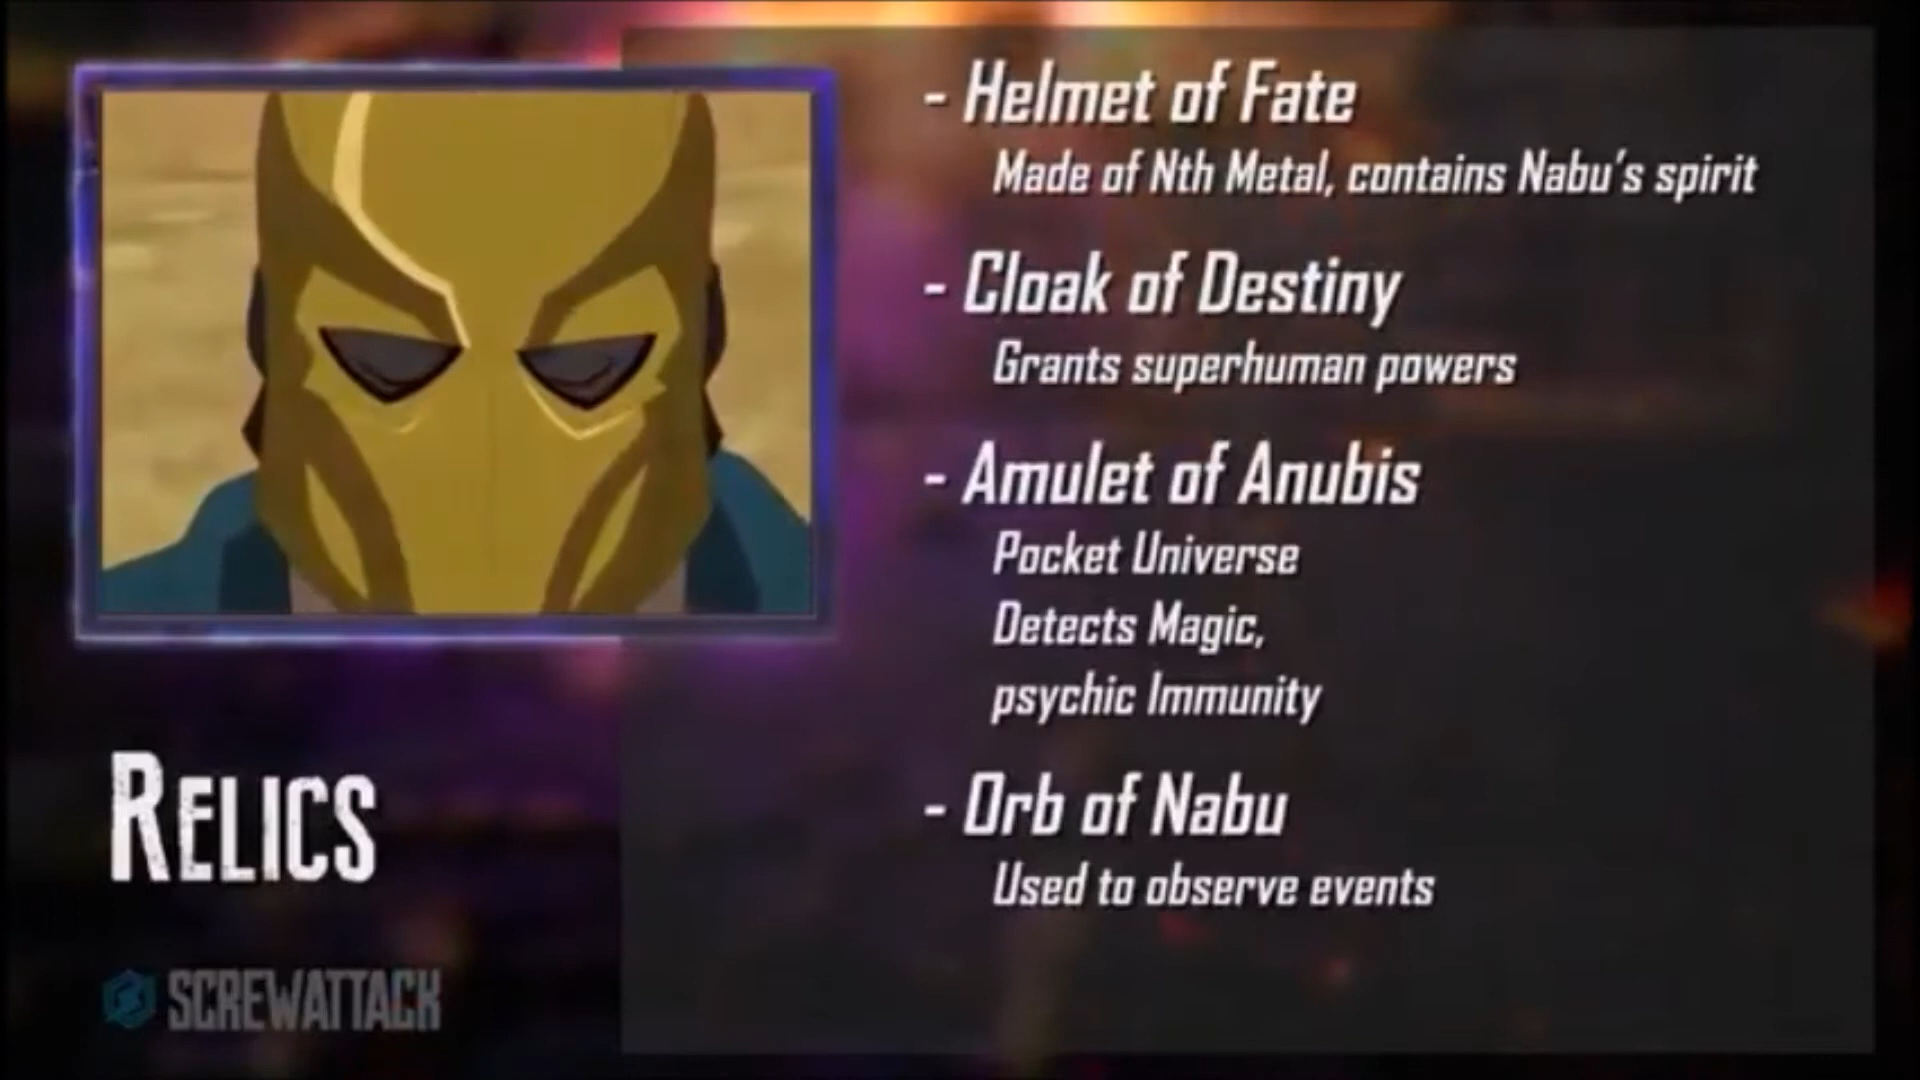 - Helmet of Fate
Made of Nth Metal, contains Nabu's spirit
- Cloak of Destiny
Grants superhuman powers
- Amulet of Anubis
Pocket Universe
Detects Magic,
psychic Immunity
- Orb of Nabu
Used to observe events
RELICS
SCREWATTACK